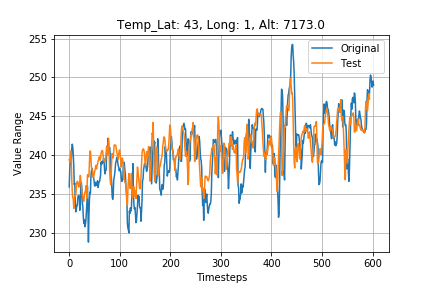 Temp_Lat: 43, Long: 1, Alt: 7173.0
255
250
245
240
235
230
Value Range
Original
Test
0 100 200 300 400 500 600
Timesteps